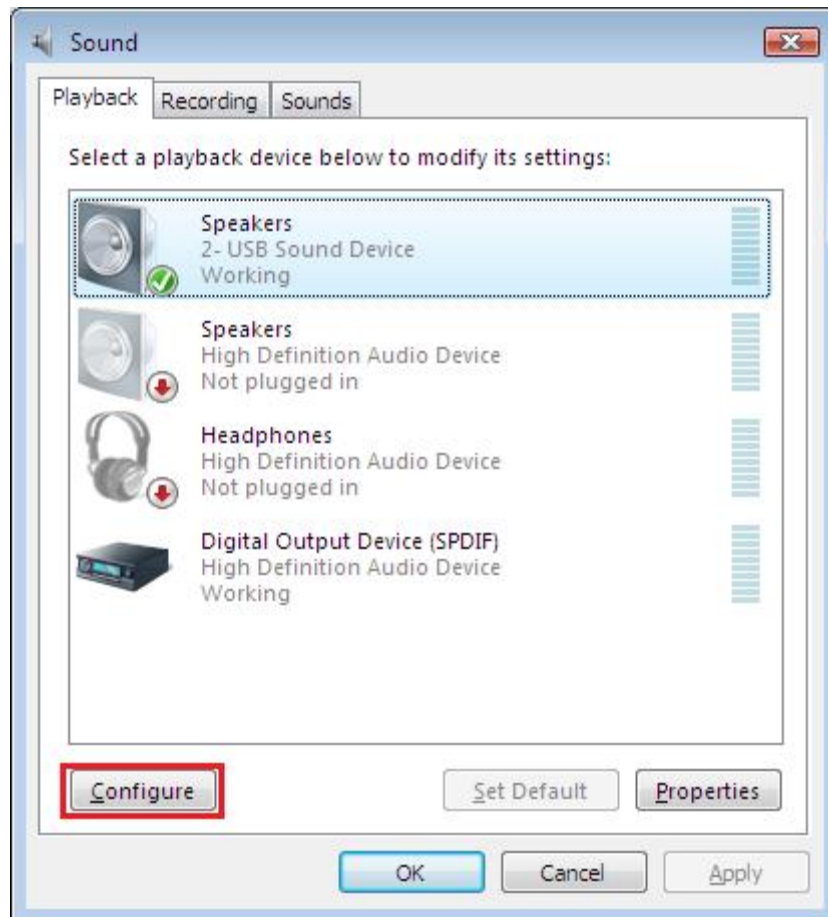 Sound
Playback
Recording
Sounds
Select a playback device below to modify its settings:
Speakers
2- USB Sound Device
Working
Speakers
High Definition Audio Device
Not plugged in
Headphones
High Definition Audio Device
Not plugged in
Digital Output Device (SPDIF)
High Definition Audio Device
Working
Configure
Set Default
Properties
OK
Cancel
Apply